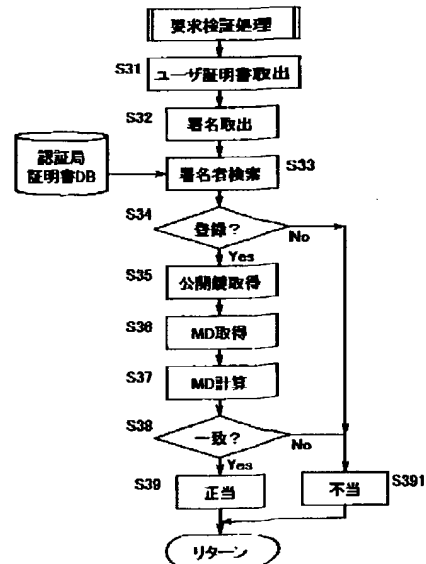 要求検証処理
S31
ユーザ証明書取出
S32
署名取出
認証局
証明書DB
S33
署名者検索
S34
登録？
No
Yes
S35
公開鍵取得
S36
MD取得
S37
MD計算
S38
一致？
No
Yes
S39
正当
不当
S391
リターン